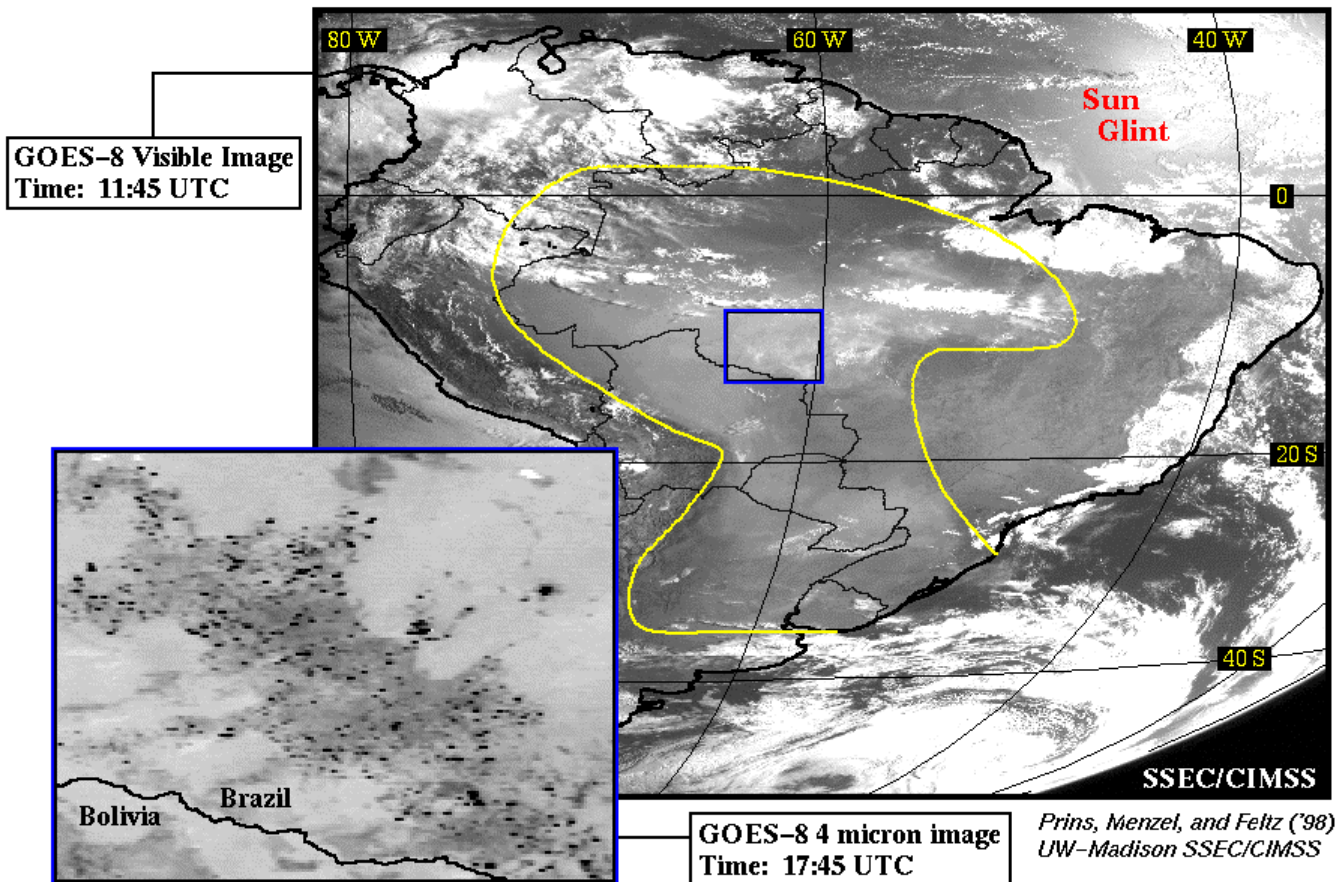 80 W
60 W
40 W
Sun
Glint
GOES–8 Visible Image
Time: 11:45 UTC
0
20 S
40 S
SSEC/CIMSS
Brazil
Bolivia
GOES–8 4 micron image
Time: 17:45 UTC
Prins, Menzel, and Feltz ('98)
UW–Madison SSEC/CIMSS